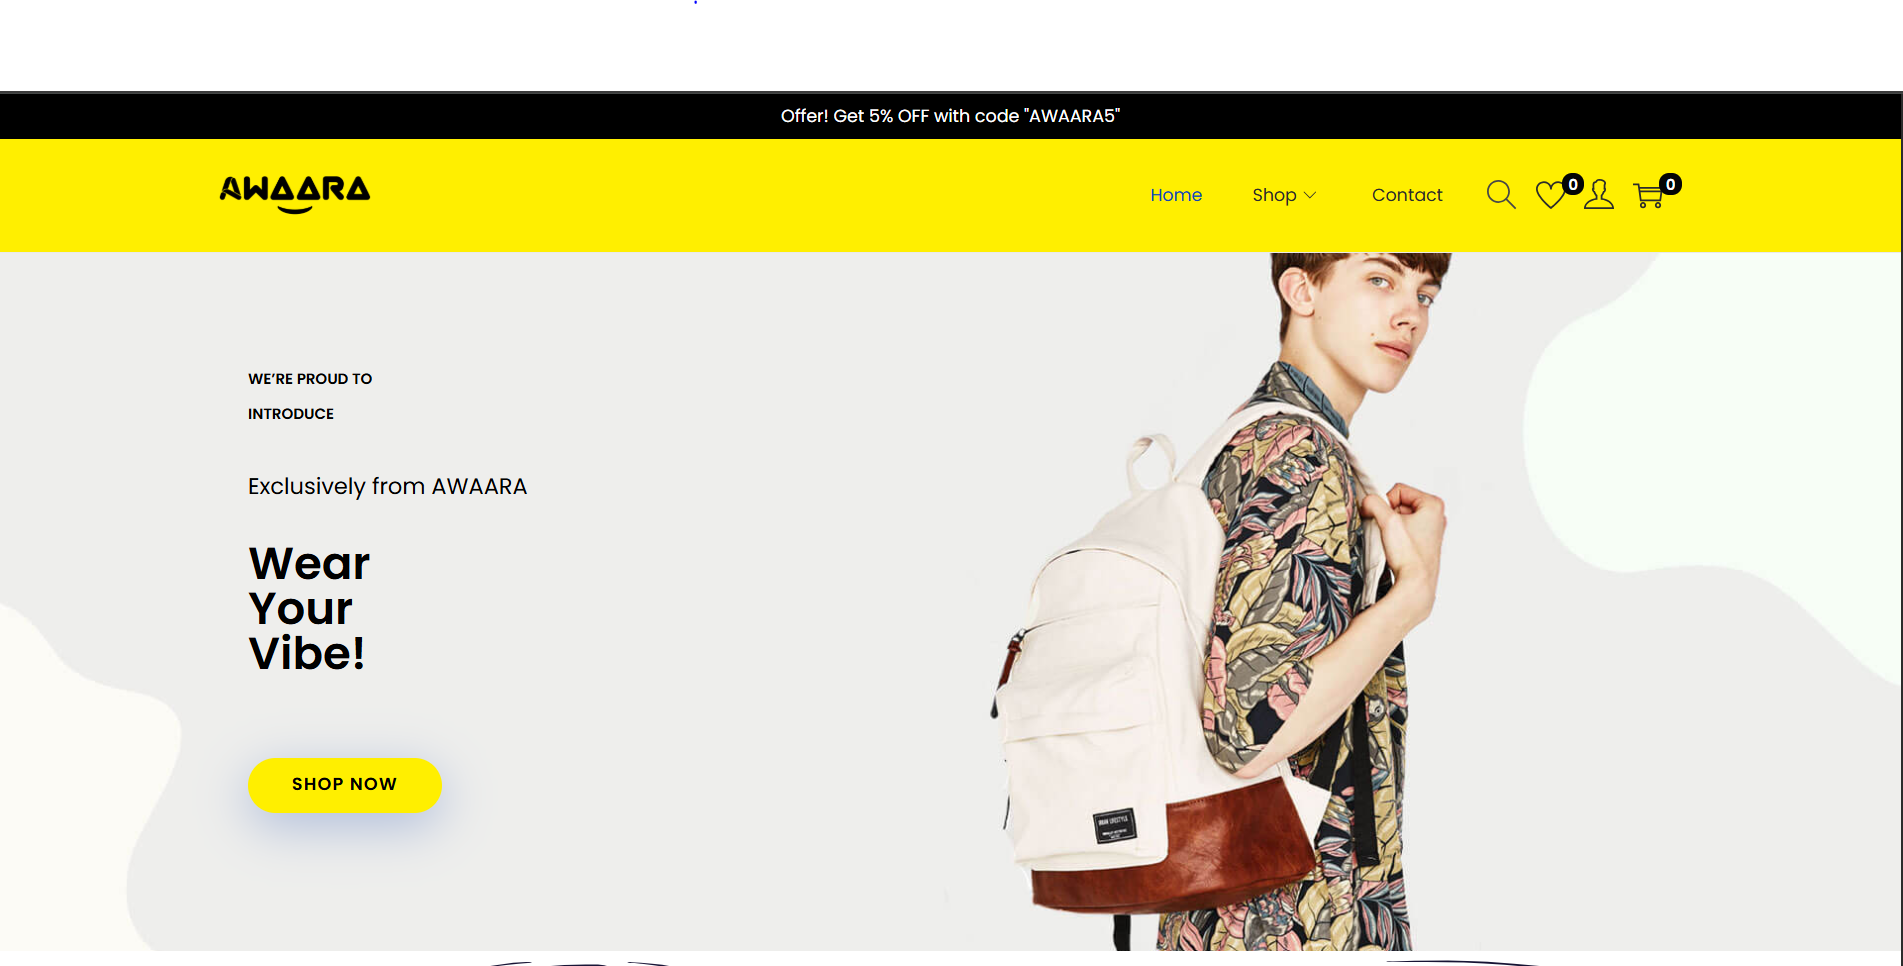 Offer! Get 5% OFF with code "AWAARA5"
AWAARA
Home Shop Contact 0 0
WE'RE PROUD TO
INTRODUCE
Exclusively from AWAARA
Wear
Your
Vibe!
SHOP NOW